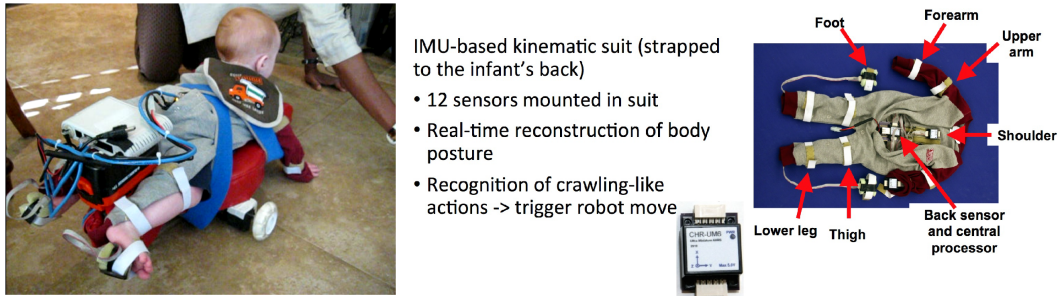 IMU-based kinematic suit (strapped
to the infant's back)
• 12 sensors mounted in suit
• Real-time reconstruction of body
posture
• Recognition of crawling-like
actions -> trigger robot move
CHR-UM6
Foot
Forearm
Upper
arm
Shoulder
Back sensor
and central
processor
Thigh
Lower leg